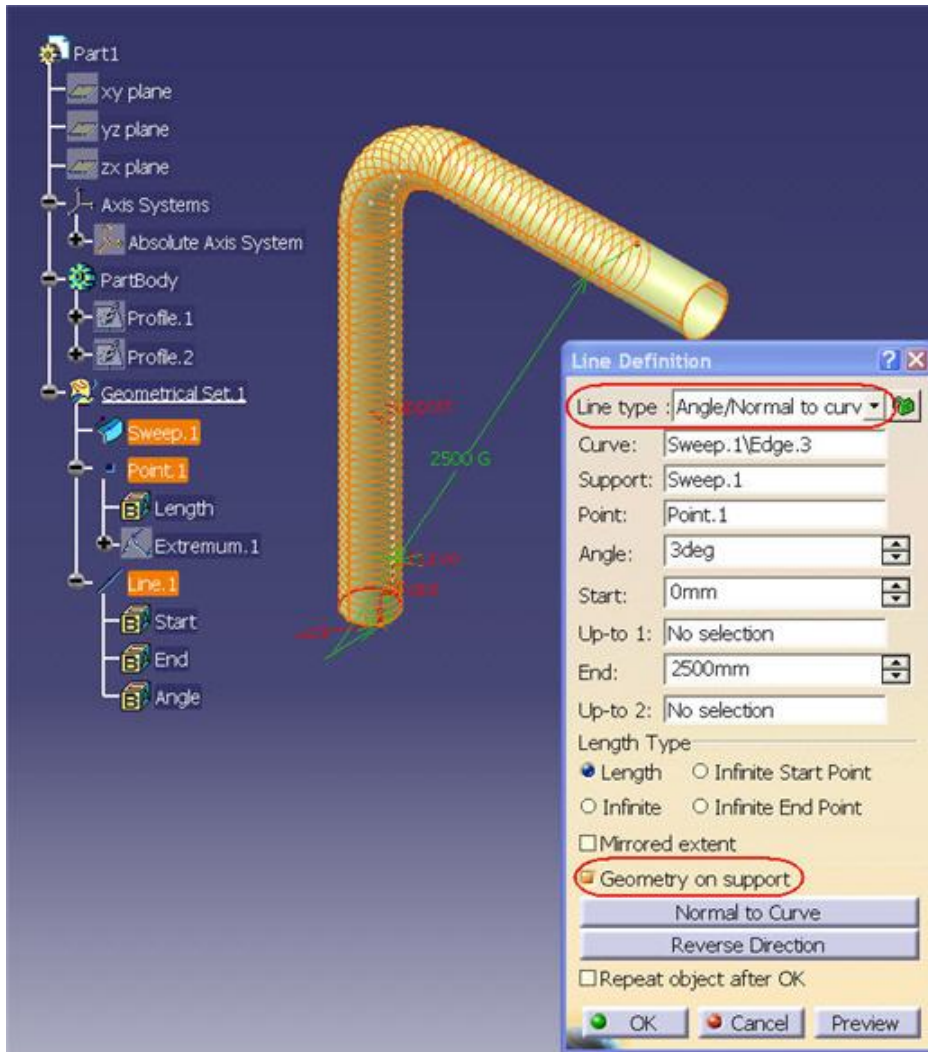 Part1
xy plane
yz plane
zx plane
Axis Systems
Absolute Axis System
PartBody
Profile.1
Profile.2
Geometrical Set.1
Sweep.1
Point.1
Length
Extremum.1
Line.1
Start
End
Angle
2500 G
Line Definition
Line type : Angle/Normal to curv
Curve: Sweep.1\Edge.3
Support: Sweep.1
Point: Point.1
Angle: 3deg
Start: 0mm
Up-to 1: No selection
End: 2500mm
Up-to 2: No selection
Length Type
Length Infinite Start Point
Infinite Infinite End Point
Mirrored extent
Geometry on support
Normal to Curve
Reverse Direction
Repeat object after OK
OK Cancel Preview